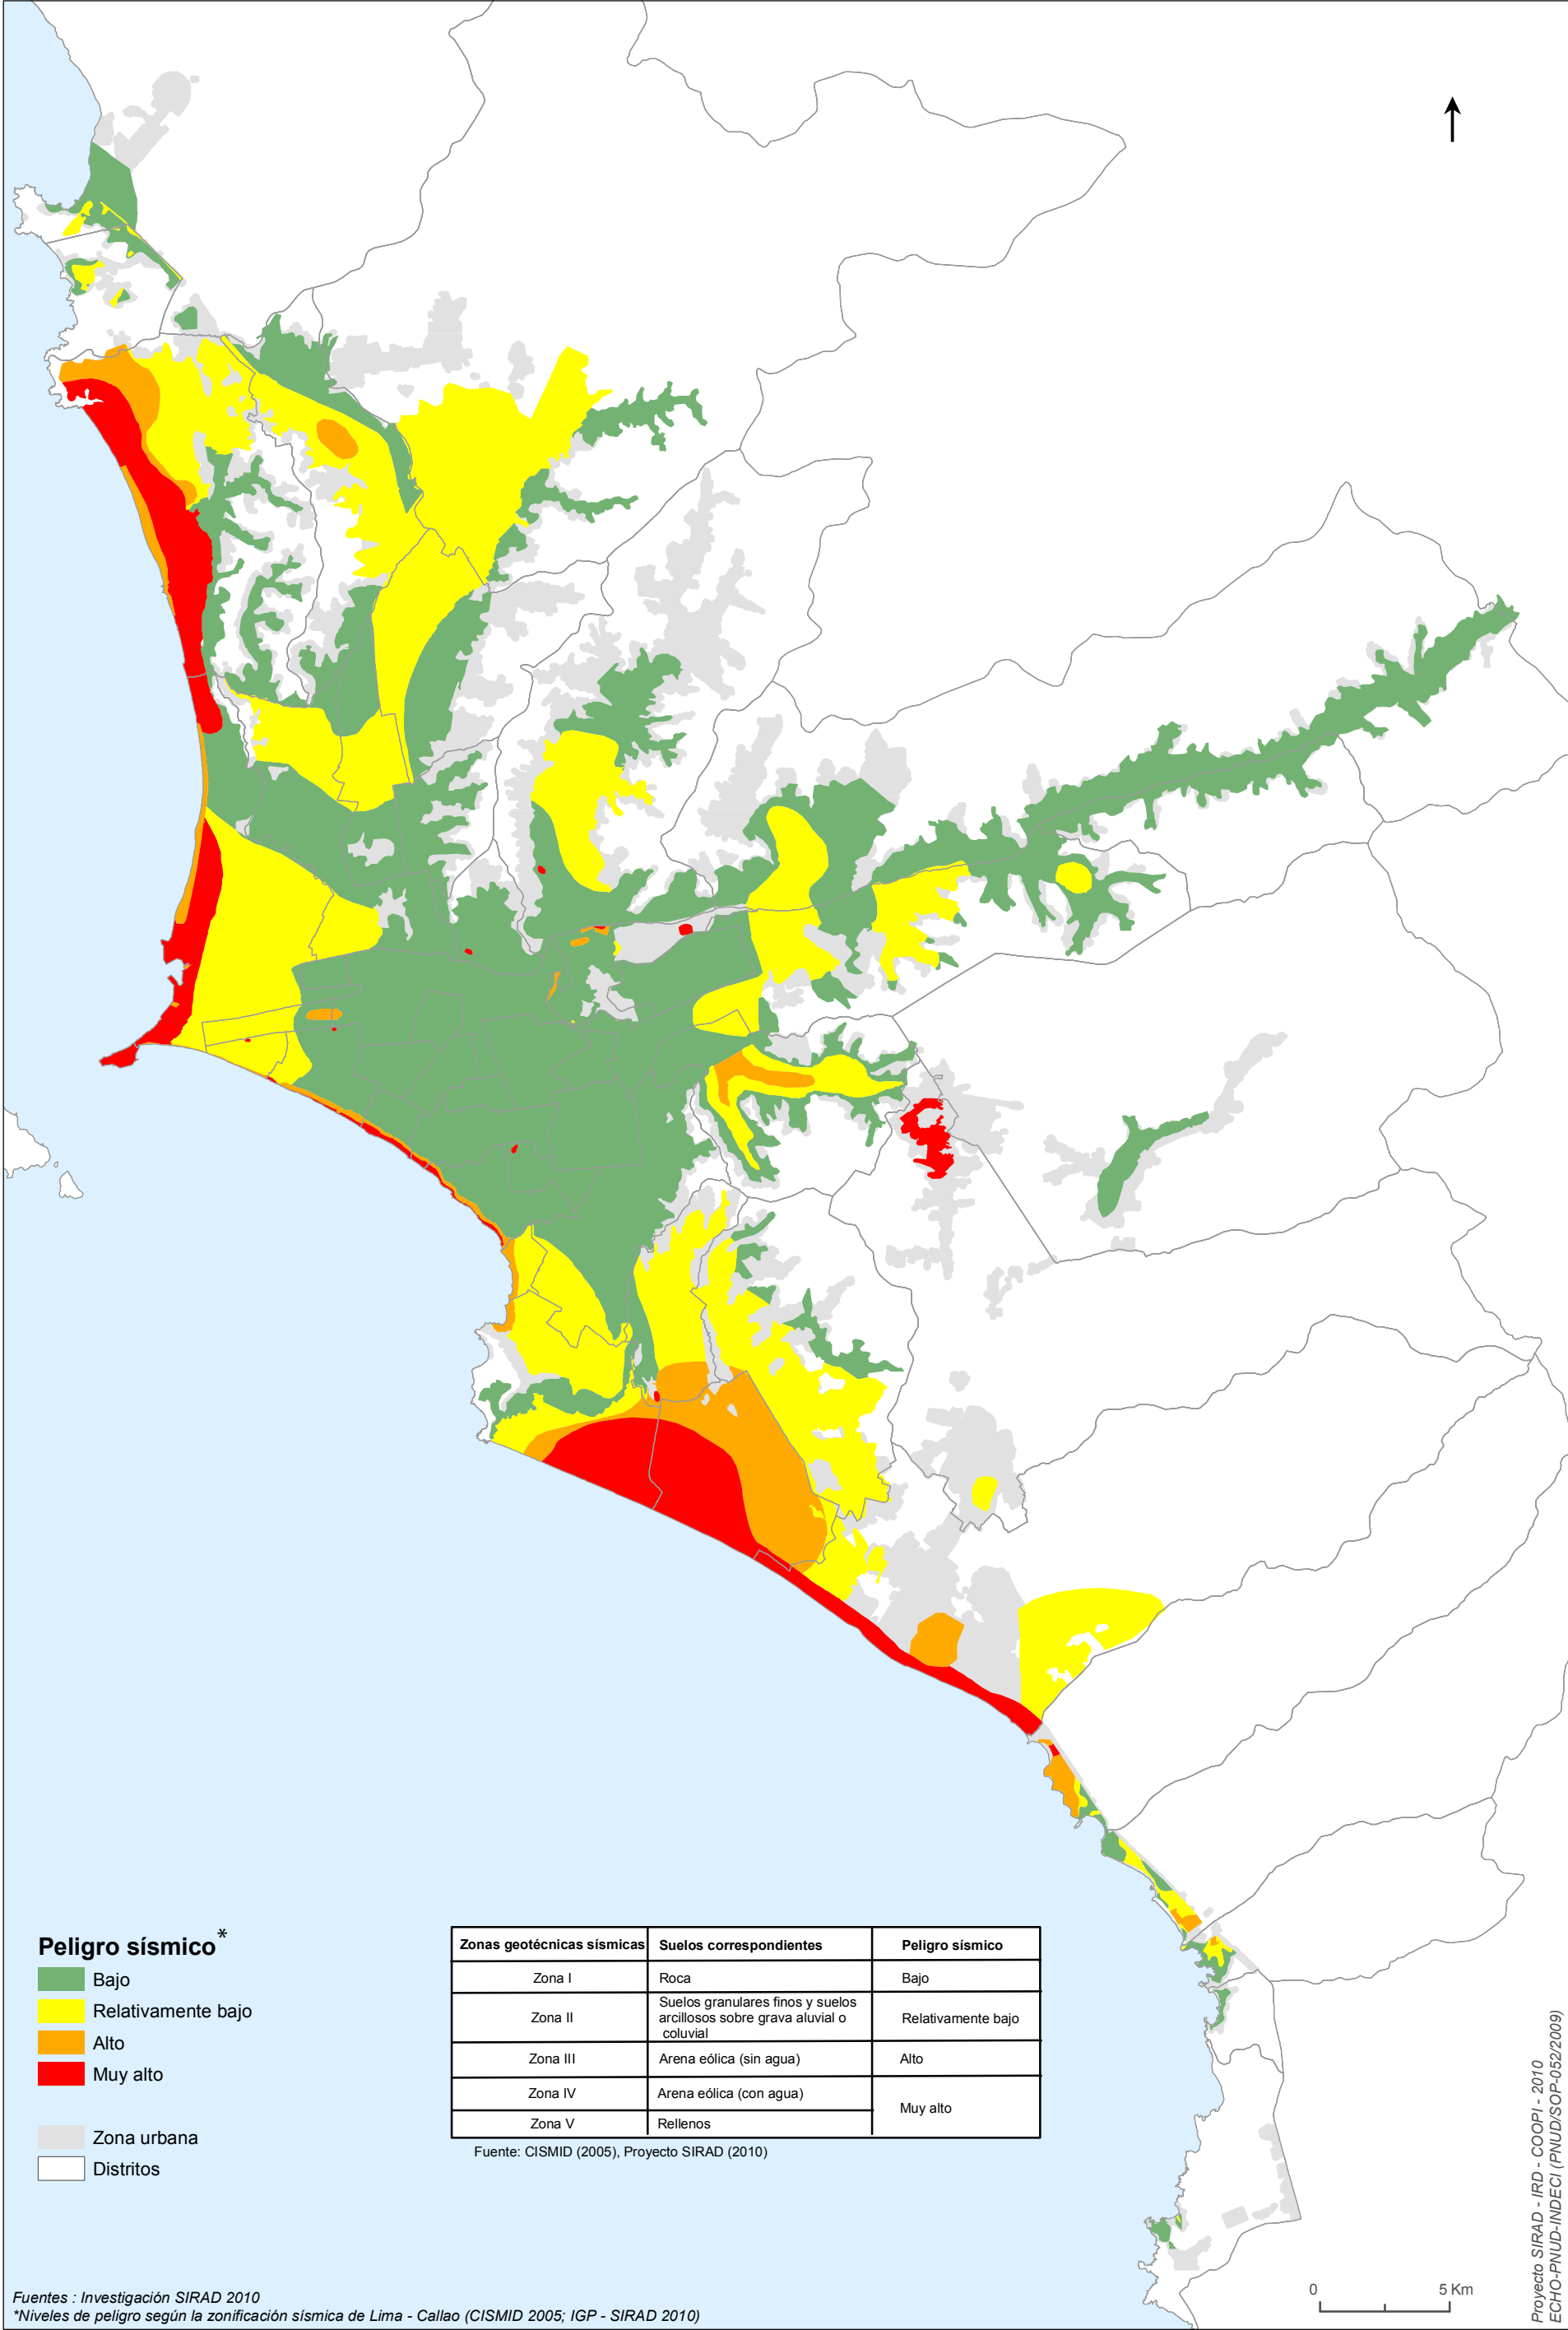 Peligro sísmico*
Bajo
Relativamente bajo
Alto
Muy alto
Zona urbana
Distritos
Zonas geotécnicas sísmicas Suelos correspondientes Peligro sísmico
Zona I Roca Bajo
Zona II Suelos granulares finos y suelos
arcillosos sobre grava aluvial o
coluvial Relativamente bajo
Zona III Arena eólica (sin agua) Alto
Zona IV Arena eólica (con agua) Muy alto
Zona V Rellenos
Fuente: CISMID (2005), Proyecto SIRAD (2010)
Fuentes : Investigación SIRAD 2010
*Niveles de peligro según la zonificación sísmica de Lima - Callao (CISMID 2005; IGP - SIRAD 2010)
0 5 Km
Proyecto SIRAD - IRD - COOPI - 2010
ECHO-PNUD-INDECI (PNUD/SOP-052/2009)